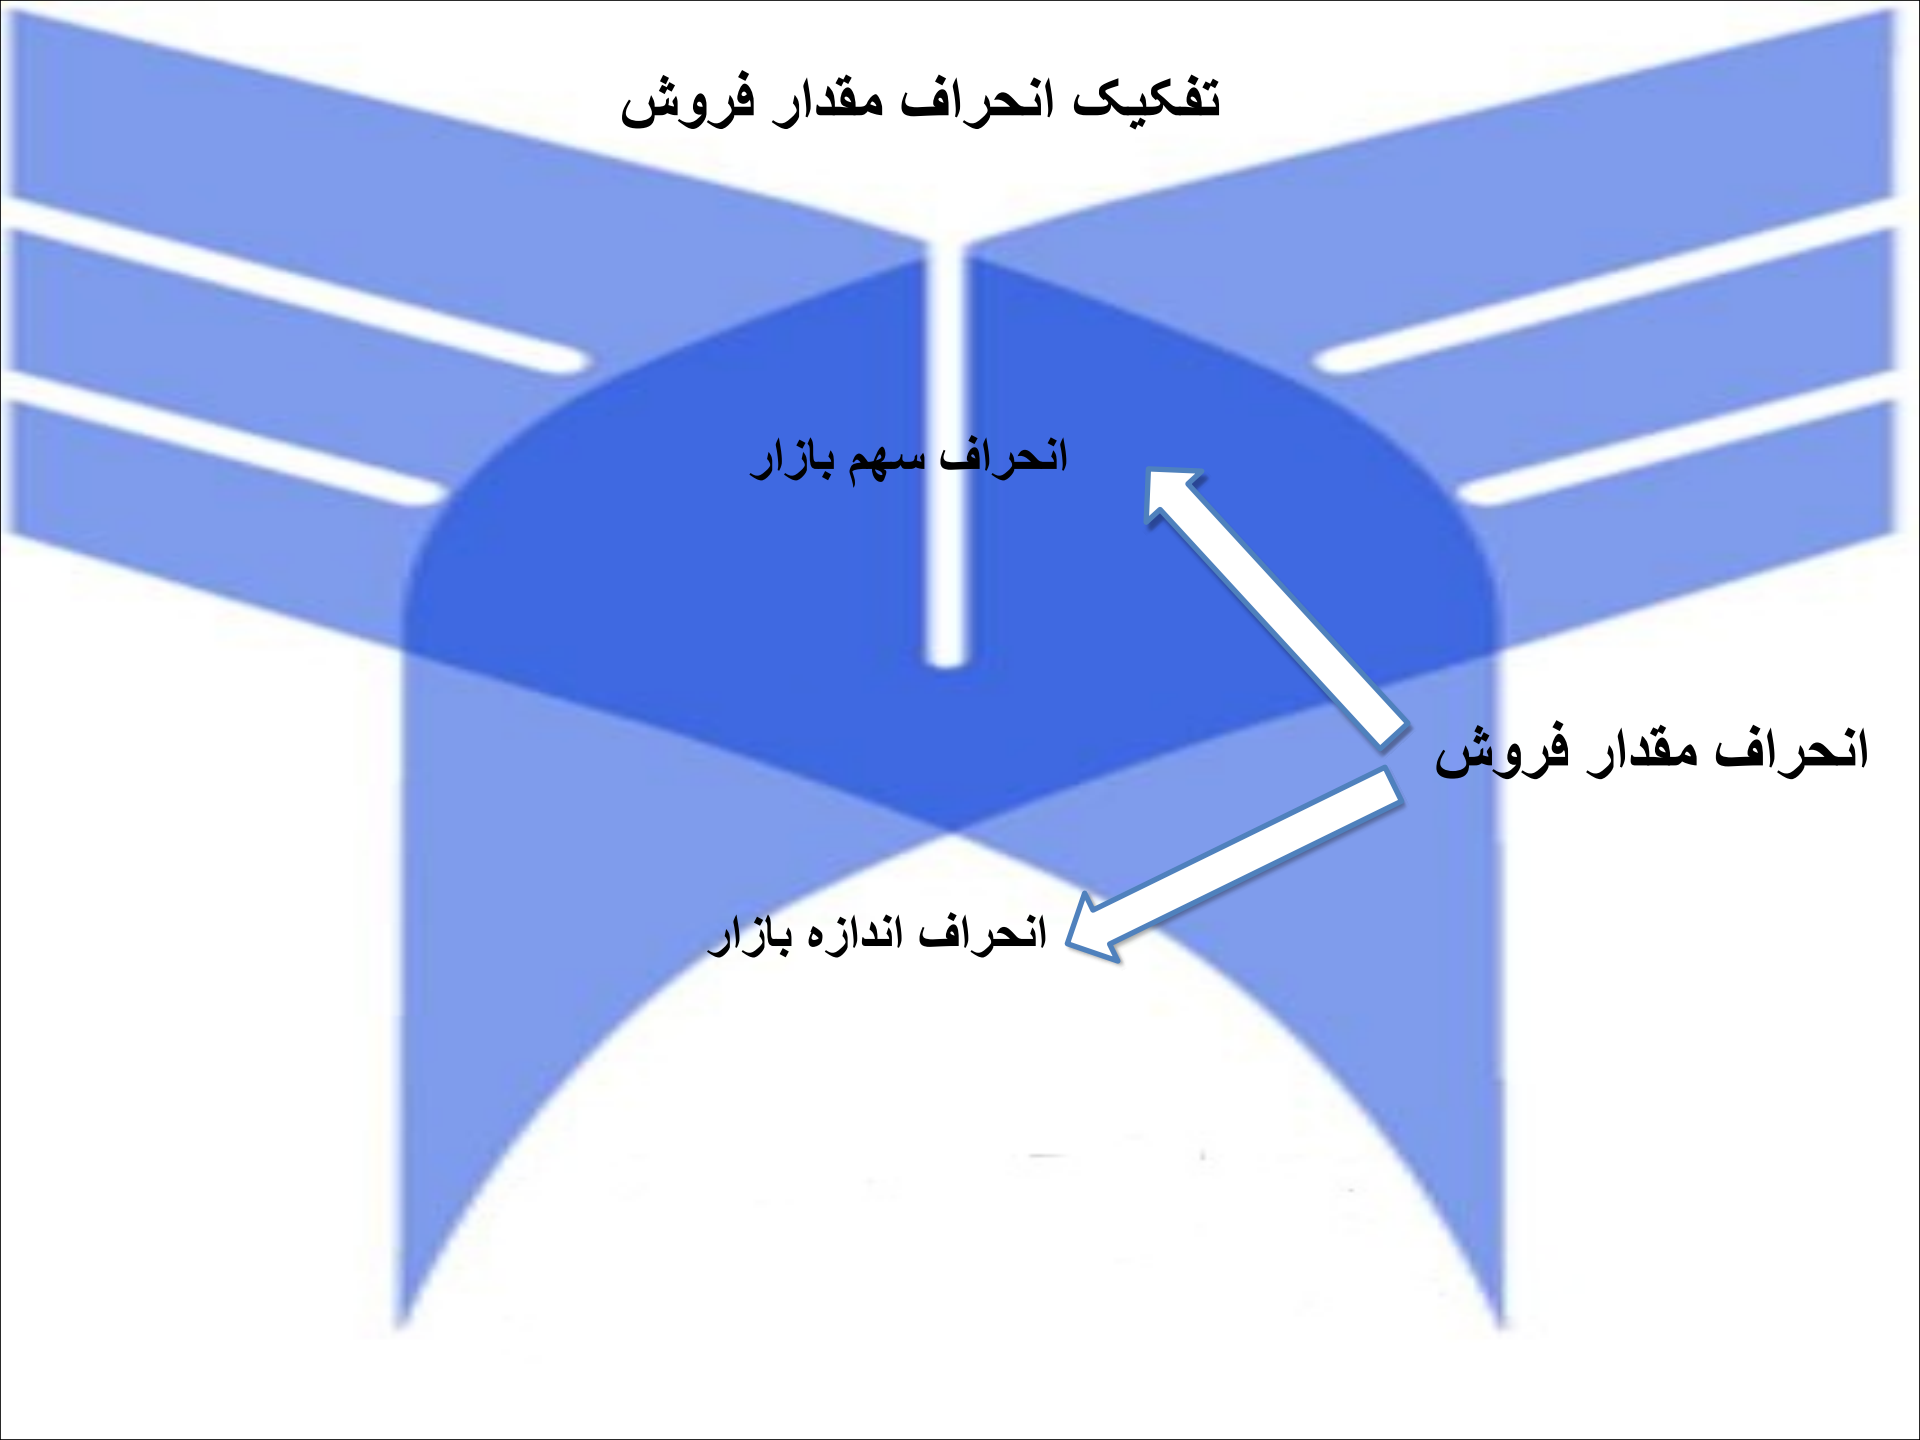 تفکیک انحراف مقدار فروش
انحراف سهم بازار
انحراف مقدار فروش
انحراف اندازه بازار